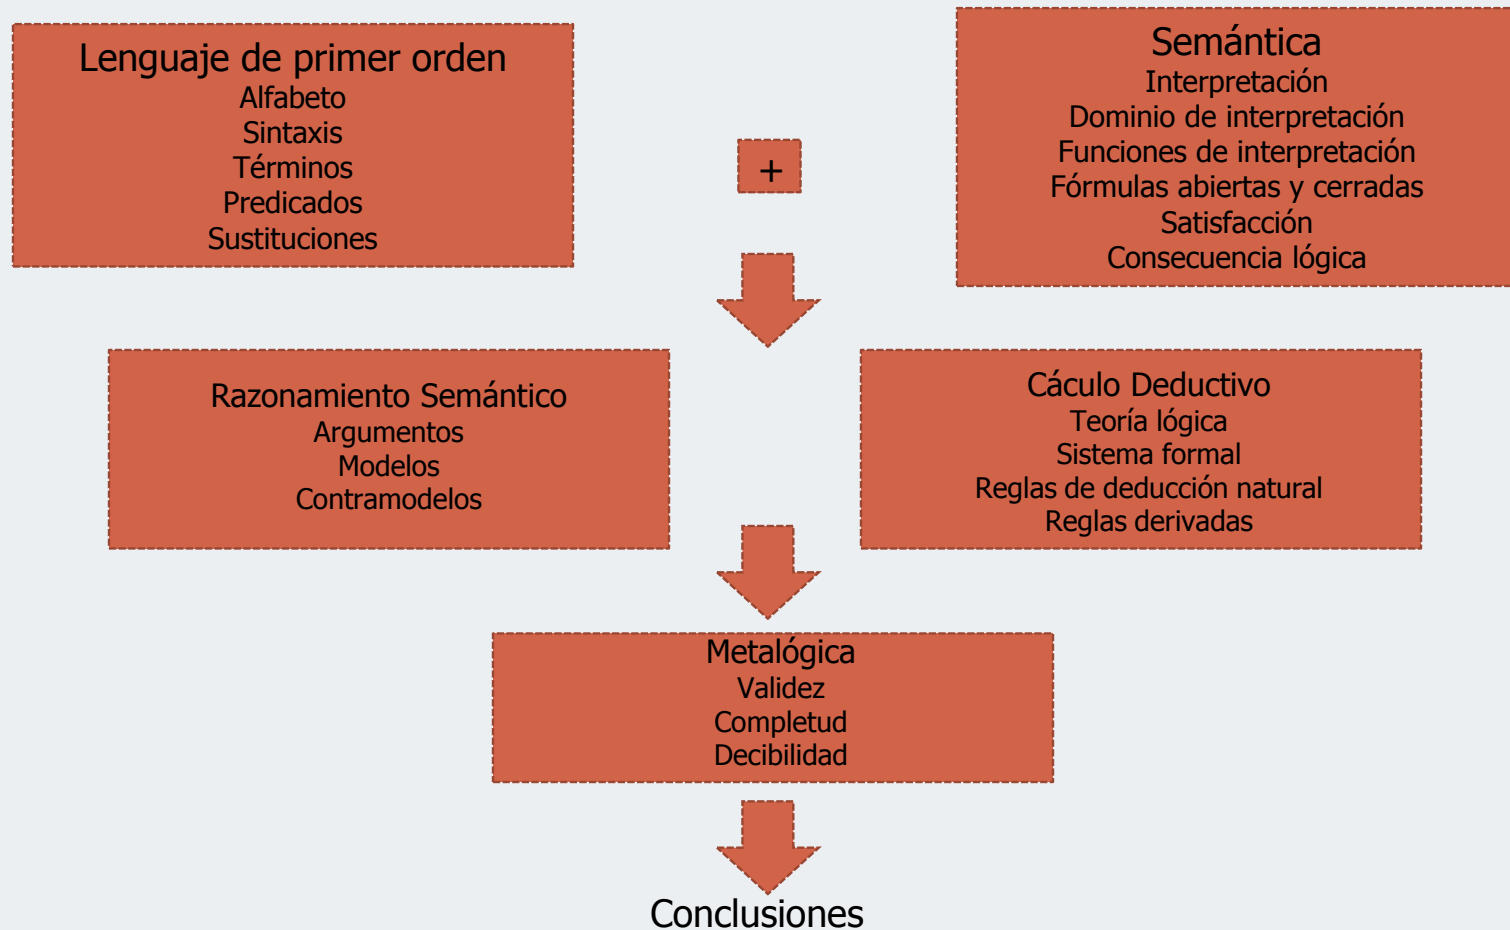 Lenguaje de primer orden
Alfabeto
Sintaxis
Términos
Predicados
Sustituciones
+
Semántica
Interpretación
Dominio de interpretación
Funciones de interpretación
Fórmulas abiertas y cerradas
Satisfacción
Consecuencia lógica
Razonamiento Semántico
Argumentos
Modelos
Contramodelos
Cáculo Deductivo
Teoría lógica
Sistema formal
Reglas de deducción natural
Reglas derivadas
Metalógica
Validez
Completud
Decibilidad
Conclusiones